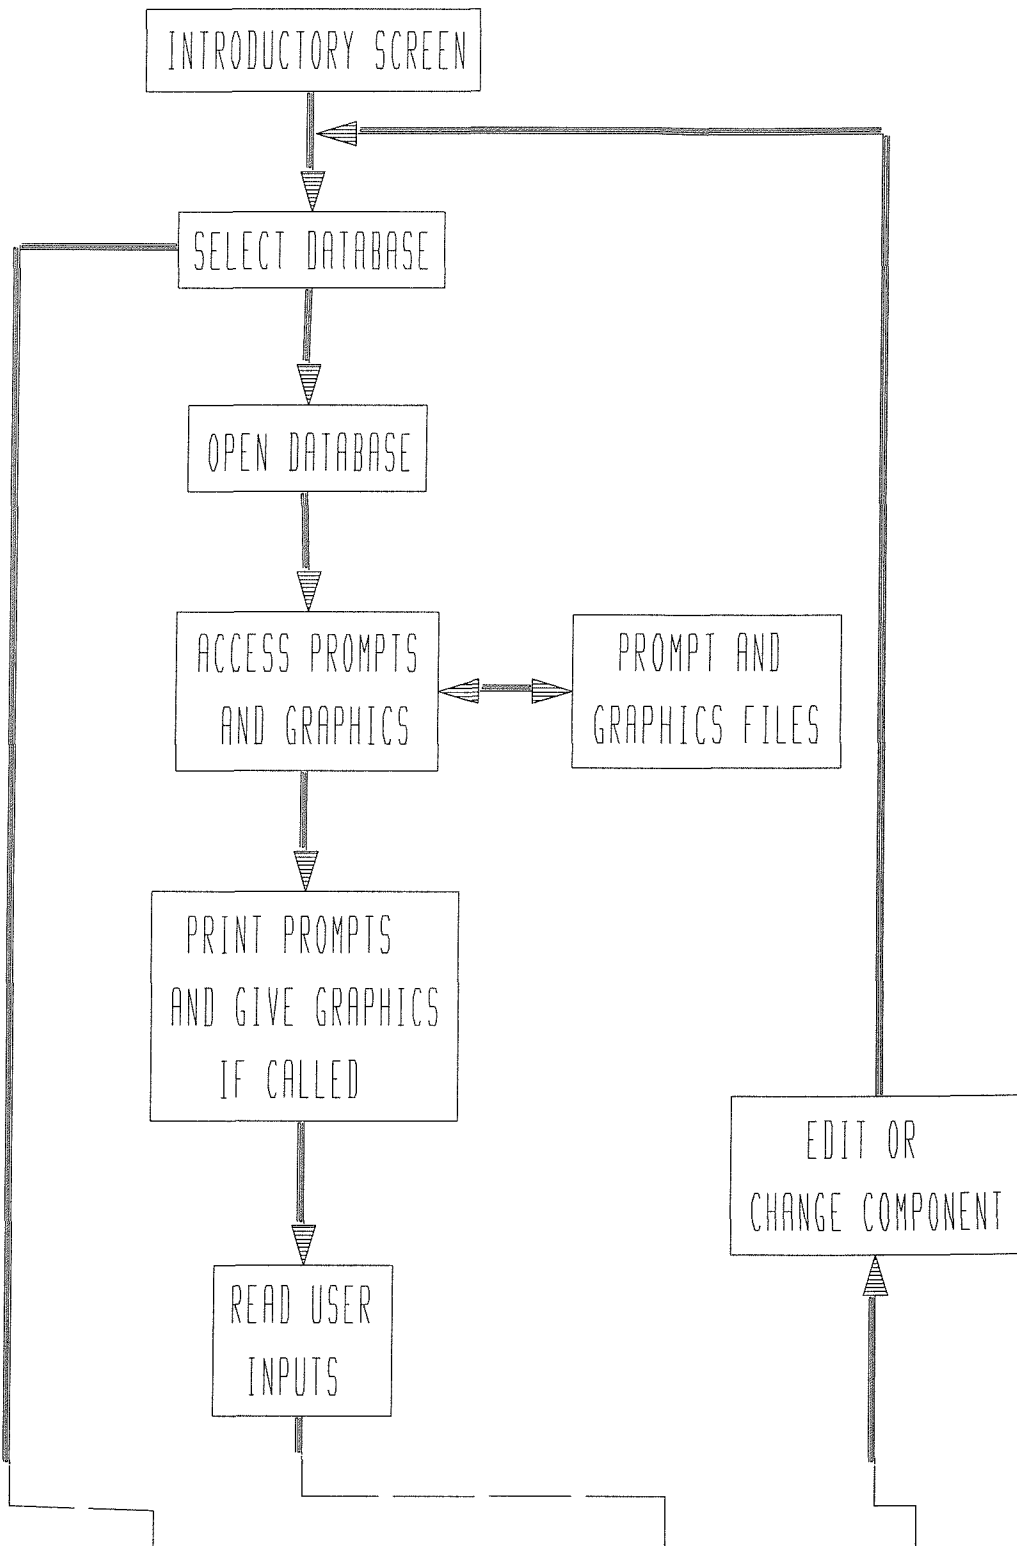 INTRODUCTORY SCREEN
SELECT DATABASE
OPEN DATABASE
ACCESS PROMPTS
AND GRAPHICS
PROMPT AND
GRAPHICS FILES
PRINT PROMPTS
AND GIVE GRAPHICS
IF CALLED
EDIT OR
CHANGE COMPONENT
READ USER
INPUTS